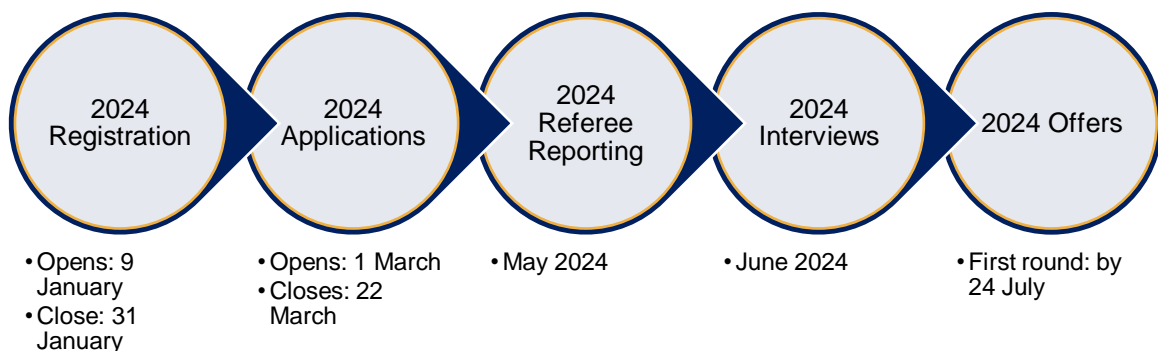 2024
Registration
2024
Applications
2024
Referee
Reporting
2024
Interviews
2024 Offers
• Opens: 9
January
• Close: 31
January
• Opens: 1 March
• Closes: 22
March
• May 2024
• June 2024
• First round: by
24 July